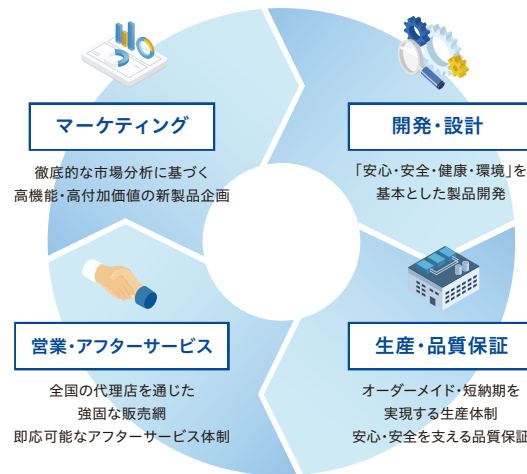 マーケティング
徹底的な市場分析に基づく
高機能・高付加価値の新製品企画
開発・設計
「安心・安全・健康・環境」を
基本とした製品開発
営業・アフターサービス
全国の代理店を通じた
強固な販売網
即応可能なアフターサービス体制
生産・品質保証
オーダーメイド・短納期を
実現する生産体制
安心・安全を支える品質保証